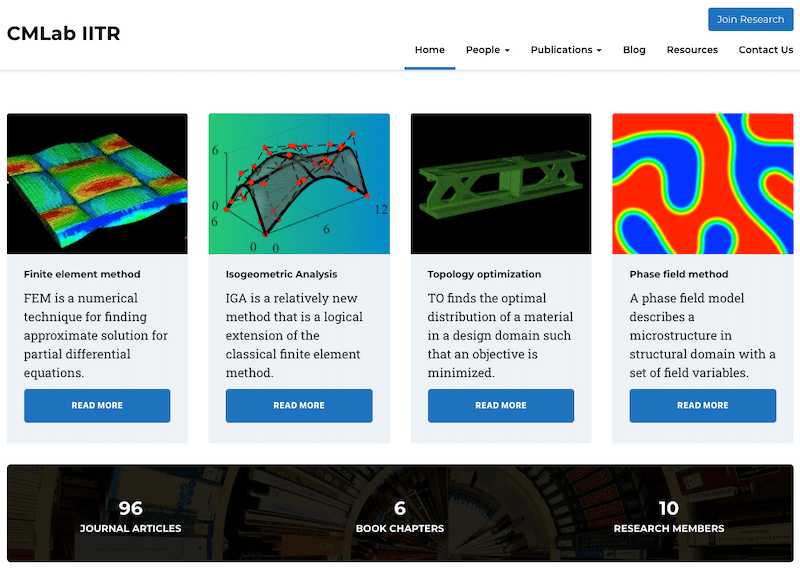 Join Research
CMLab IITR
Home People Publications Blog Resources Contact Us
6
0
6
0
0
6
12
Finite element method
FEM is a numerical
technique for finding
approximate solution for
partial differential
equations.
READ MORE
Isogeometric Analysis
IGA is a relatively new
method that is a logical
extension of the
classical finite element
method.
READ MORE
Topology optimization
TO finds the optimal
distribution of a material
in a design domain such
that an objective is
minimized.
READ MORE
Phase field method
A phase field model
describes a
microstructure in
structural domain with a
set of field variables.
READ MORE
96
JOURNAL ARTICLES
6
BOOK CHAPTERS
10
RESEARCH MEMBERS